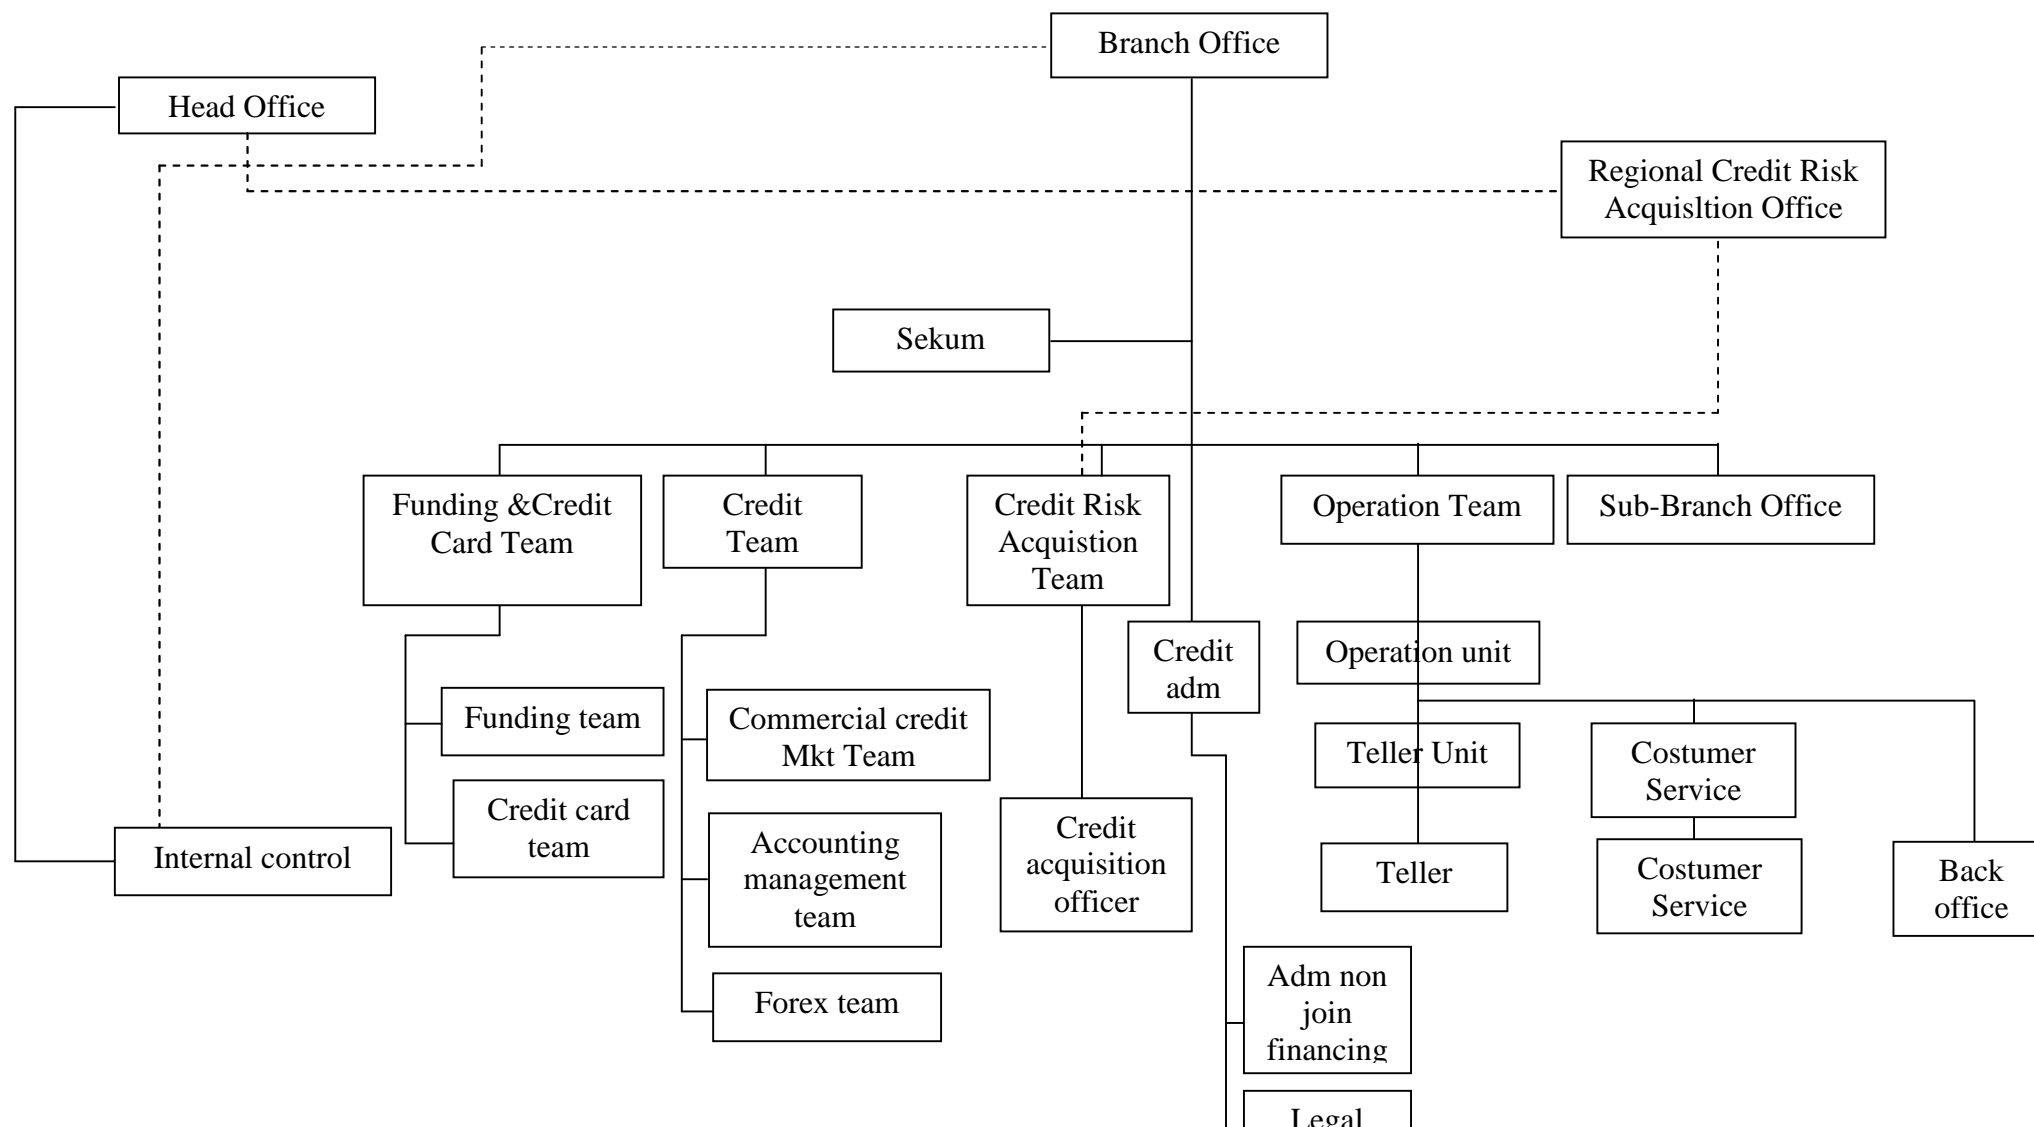 Branch Office
Head Office
Regional Credit Risk
Acquisltion Office
Sekum
Funding &Credit
Card Team
Credit
Team
Credit Risk
Acquistion
Team
Operation Team
Sub-Branch Office
Credit
adm
Operation unit
Funding team
Commercial credit
Mkt Team
Teller Unit
Costumer
Service
Credit card
team
Internal control
Accounting
management
team
Credit
acquisition
officer
Teller
Costumer
Service
Back
office
Forex team
Adm non
join
financing
Legal